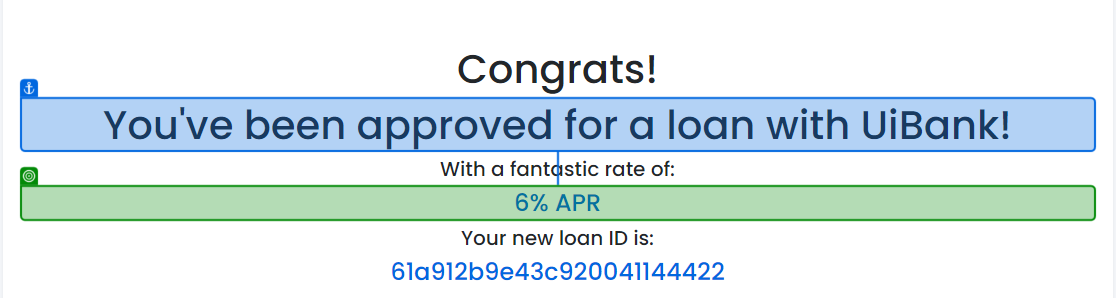 Congrats!
You've been approved for a loan with UiBank!
With a fantastic rate of:
6% APR
Your new loan ID is:
61a912b9e43c920041144422